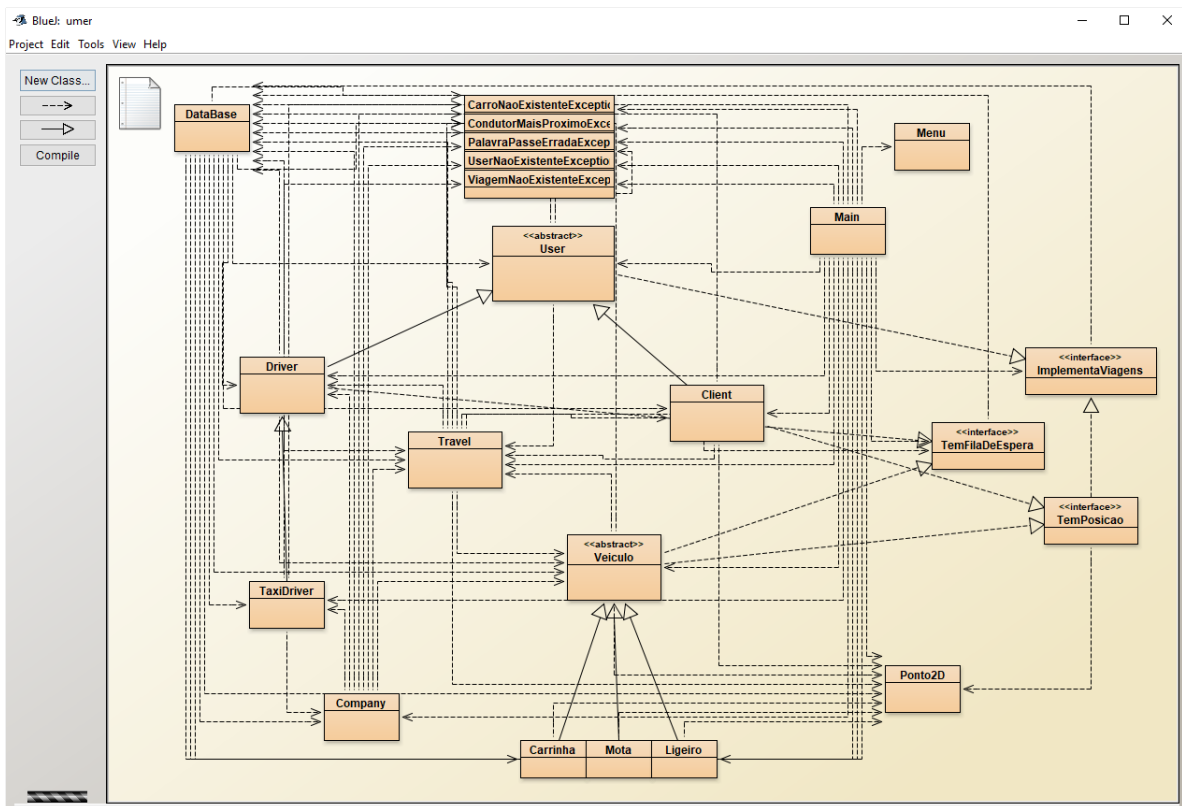 BlueJ: umer
Project Edit Tools View Help
New Class...
Compile
DataBase
CarroNaoExistenteExceptic
CondutorMaisProximoExce
PalavraPasseErradaExcep
UserNaoExistenteExceptio
ViagemNaoExistenteExcep
Menu
Main
<<abstract>>
User
Driver
<<interface>>
ImplementaViagens
Client
<<interface>>
TemFilaDeEspera
Travel
<<interface>>
TemPosicao
<<abstract>>
Veiculo
TaxiDriver
Ponto2D
Company
Carrinha Mota Ligeiro